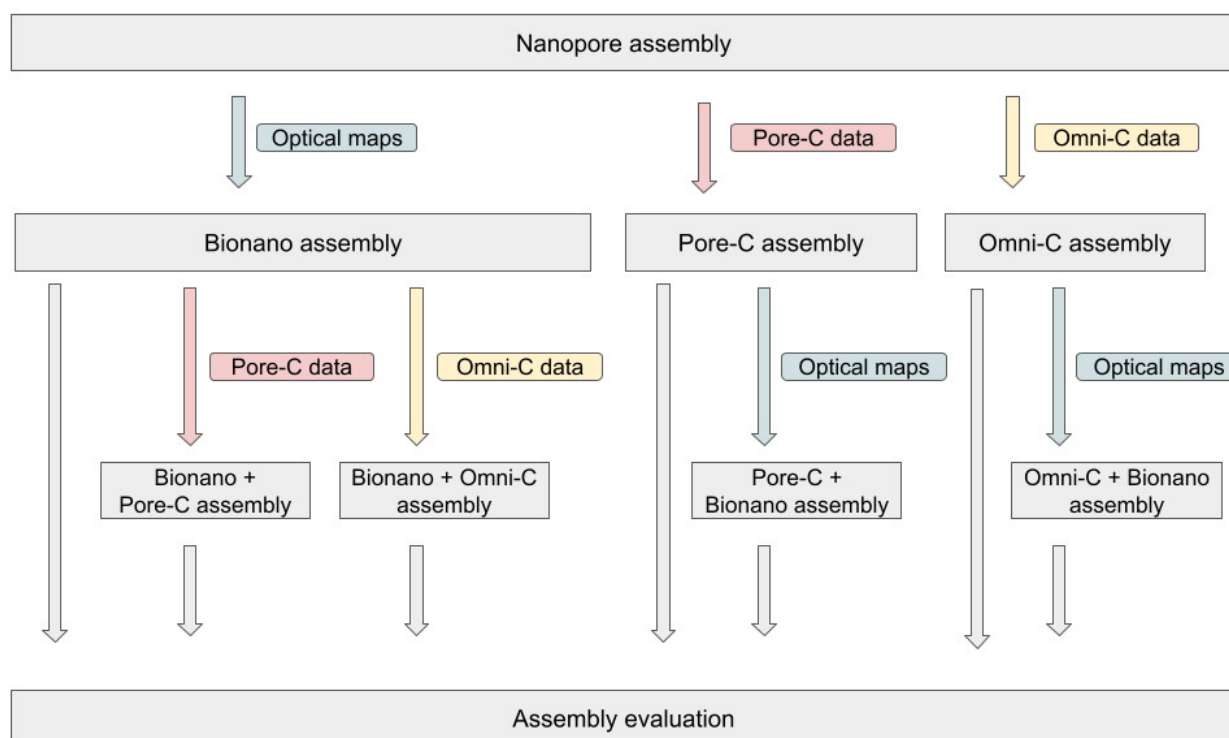 Nanopore assembly
Optical maps
Pore-C data
Omni-C data
Bionano assembly
Pore-C assembly
Omni-C assembly
Pore-C data
Omni-C data
Optical maps
Optical maps
Bionano +
Pore-C assembly
Bionano + Omni-C
assembly
Pore-C +
Bionano assembly
Omni-C + Bionano
assembly
Assembly evaluation